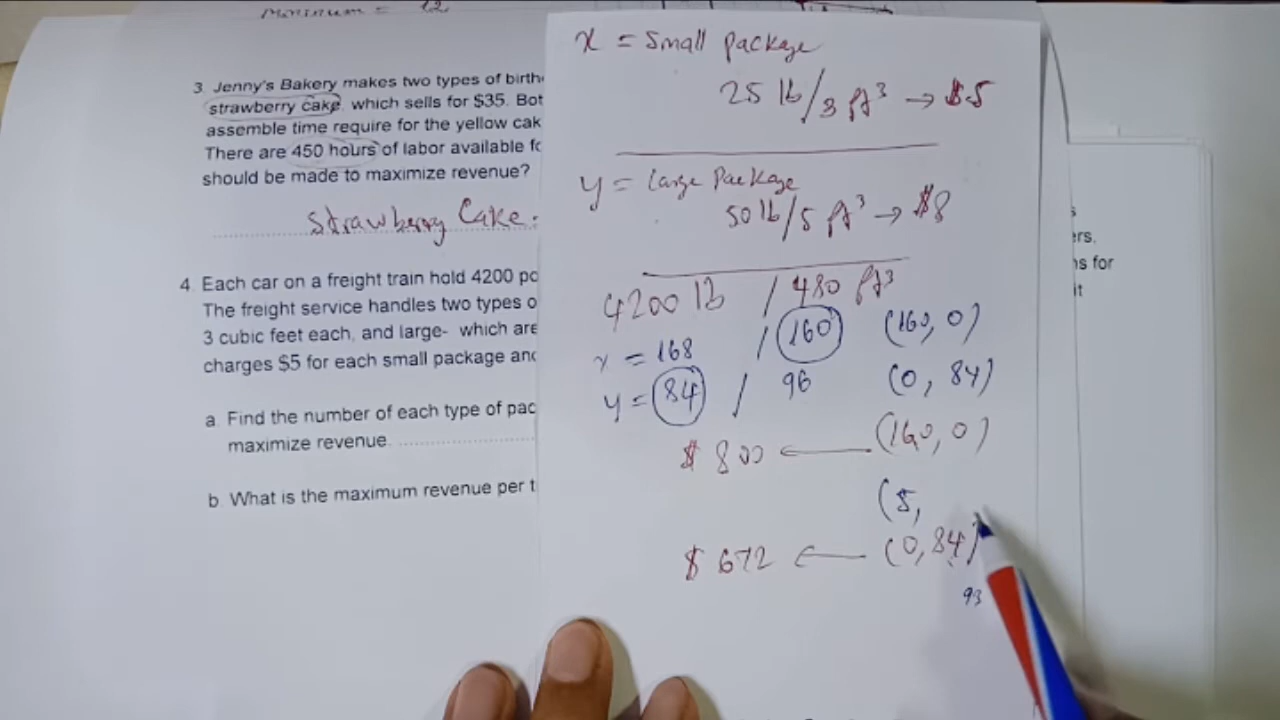 12
3. Jenny's Bakery makes two types of birth
strawberry cake, which sells for $35. Bot
assemble time require for the yellow cak
There are 450 hours of labor available fo
should be made to maximize revenue?
Strawberry Cake:
4. Each car on a freight train hold 4200 po
The freight service handles two types o
3 cubic feet each, and large- which are
charges $5 for each small package and
a. Find the number of each type of pac
maximize revenue
b. What is the maximum revenue per t
x = Small package
25 lb/3 ft³ → $5
y = Large Package
50 lb/5 ft³ → $8
4200 lb / 480 ft³
x = 168 / 160 (160, 0)
y = 84 / 96 (0, 84)
$ 800 ← (160, 0)
(5,
$ 672 ← (0, 84)
93
ers,
ns for
it